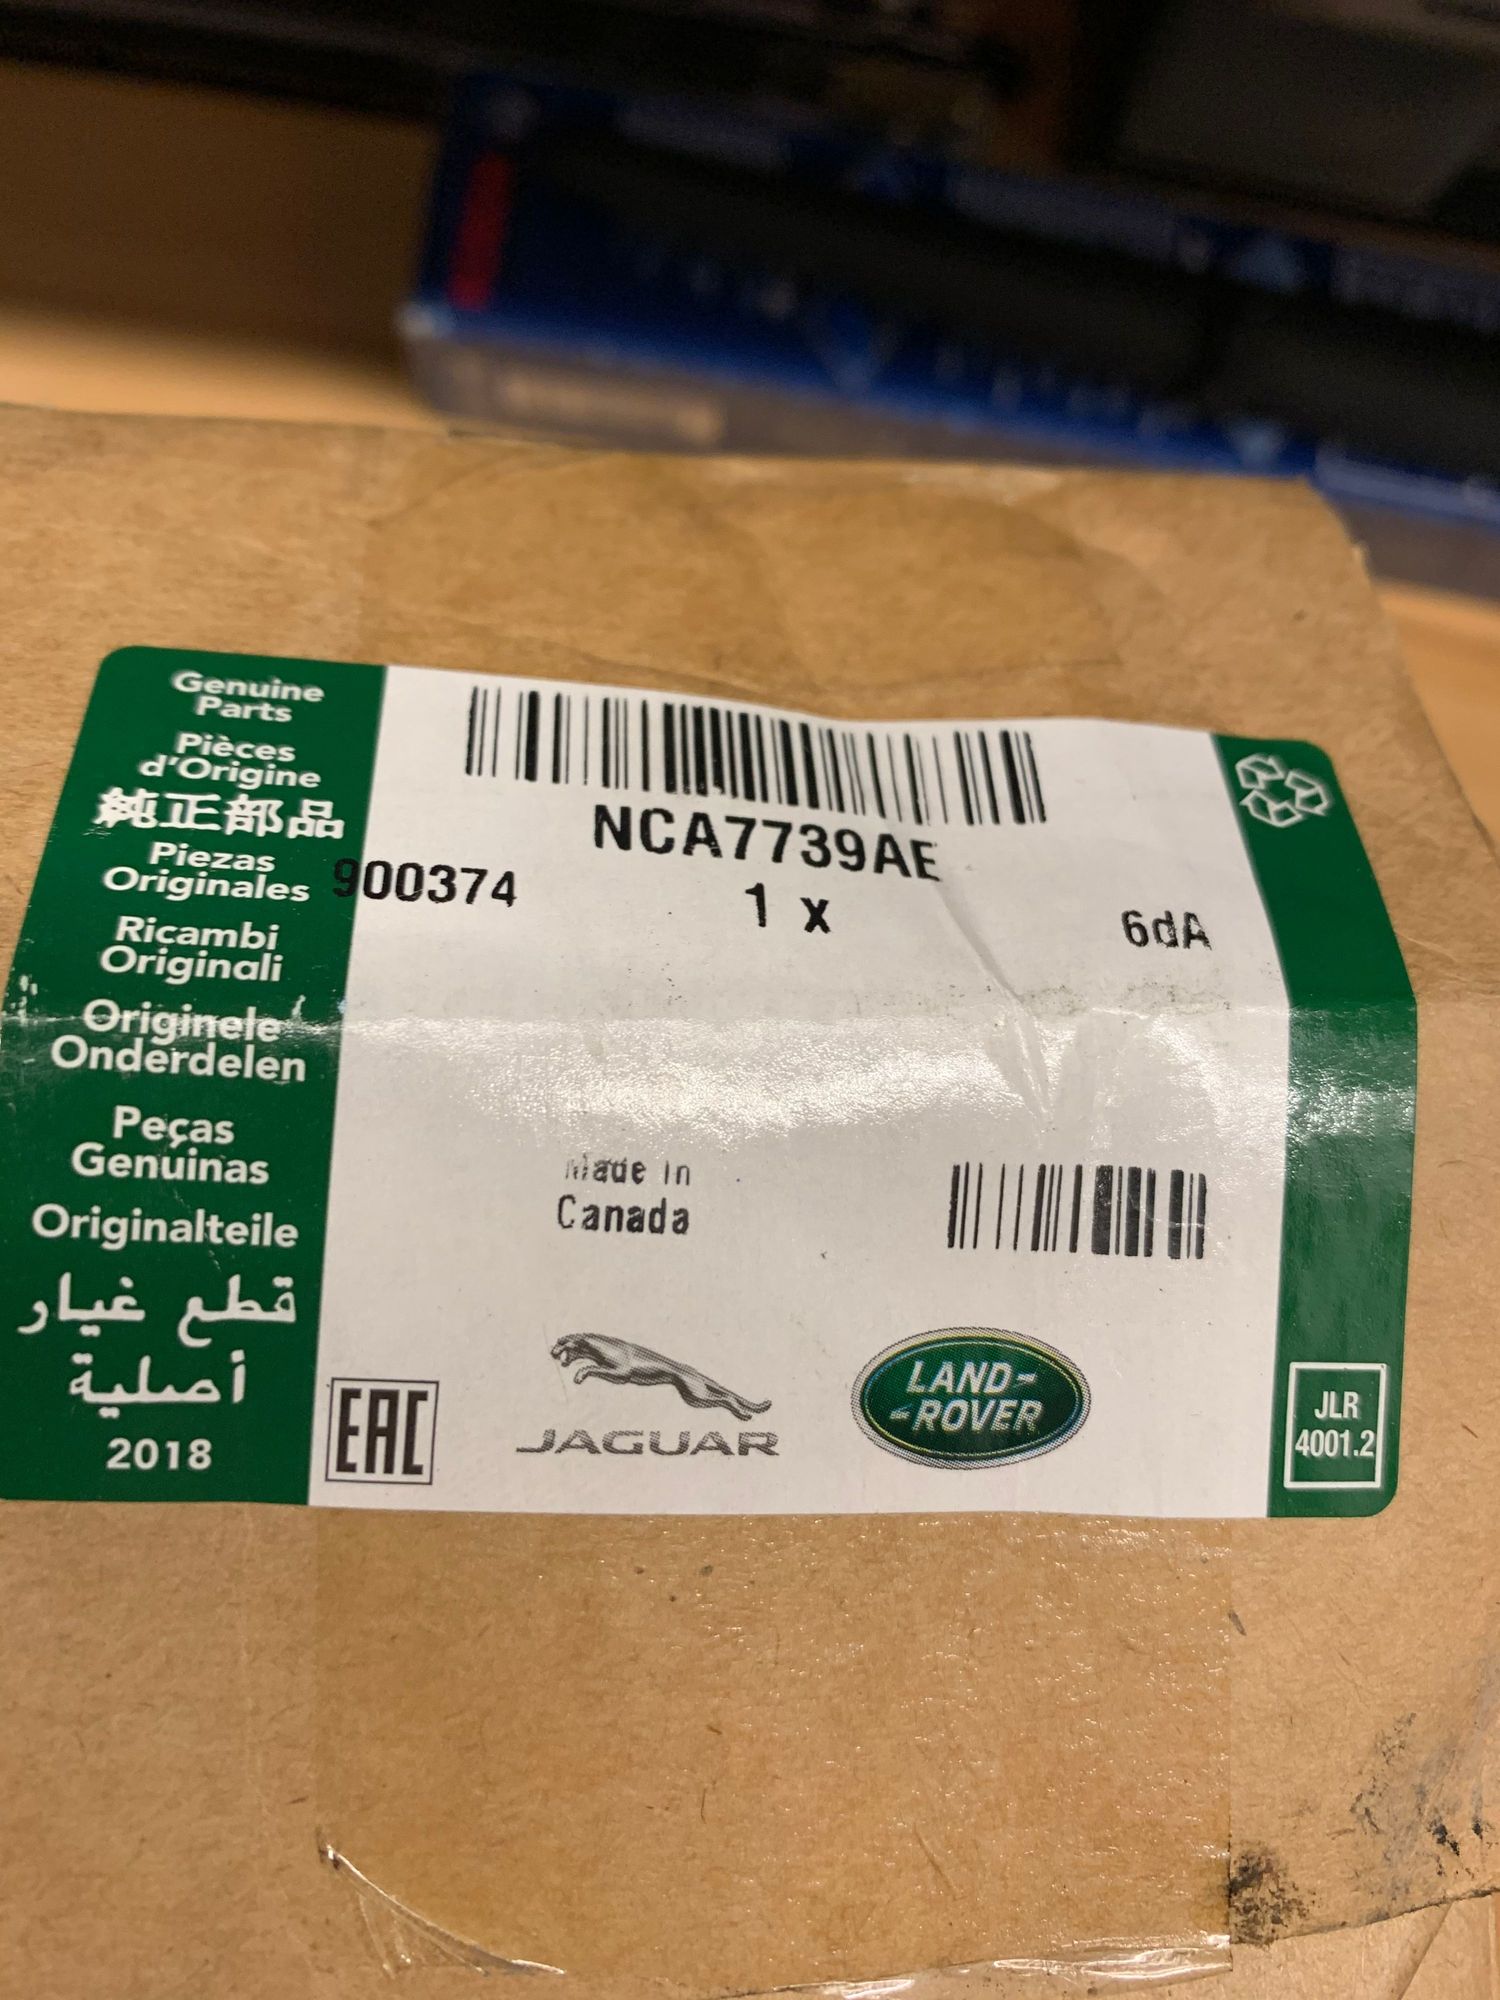 Genuine
Parts
Pièces
d'Origine
純正部品
Piezas
Originales
Ricambi
Originali
Originele
Onderdelen
Peças
Genuinas
Originalteile
قطع غيار
أصلية
2018
NCA7739AE
900374
1 x
6dA
Made in
Canada
EAC
JAGUAR
LAND-
-ROVER
JLR
4001.2